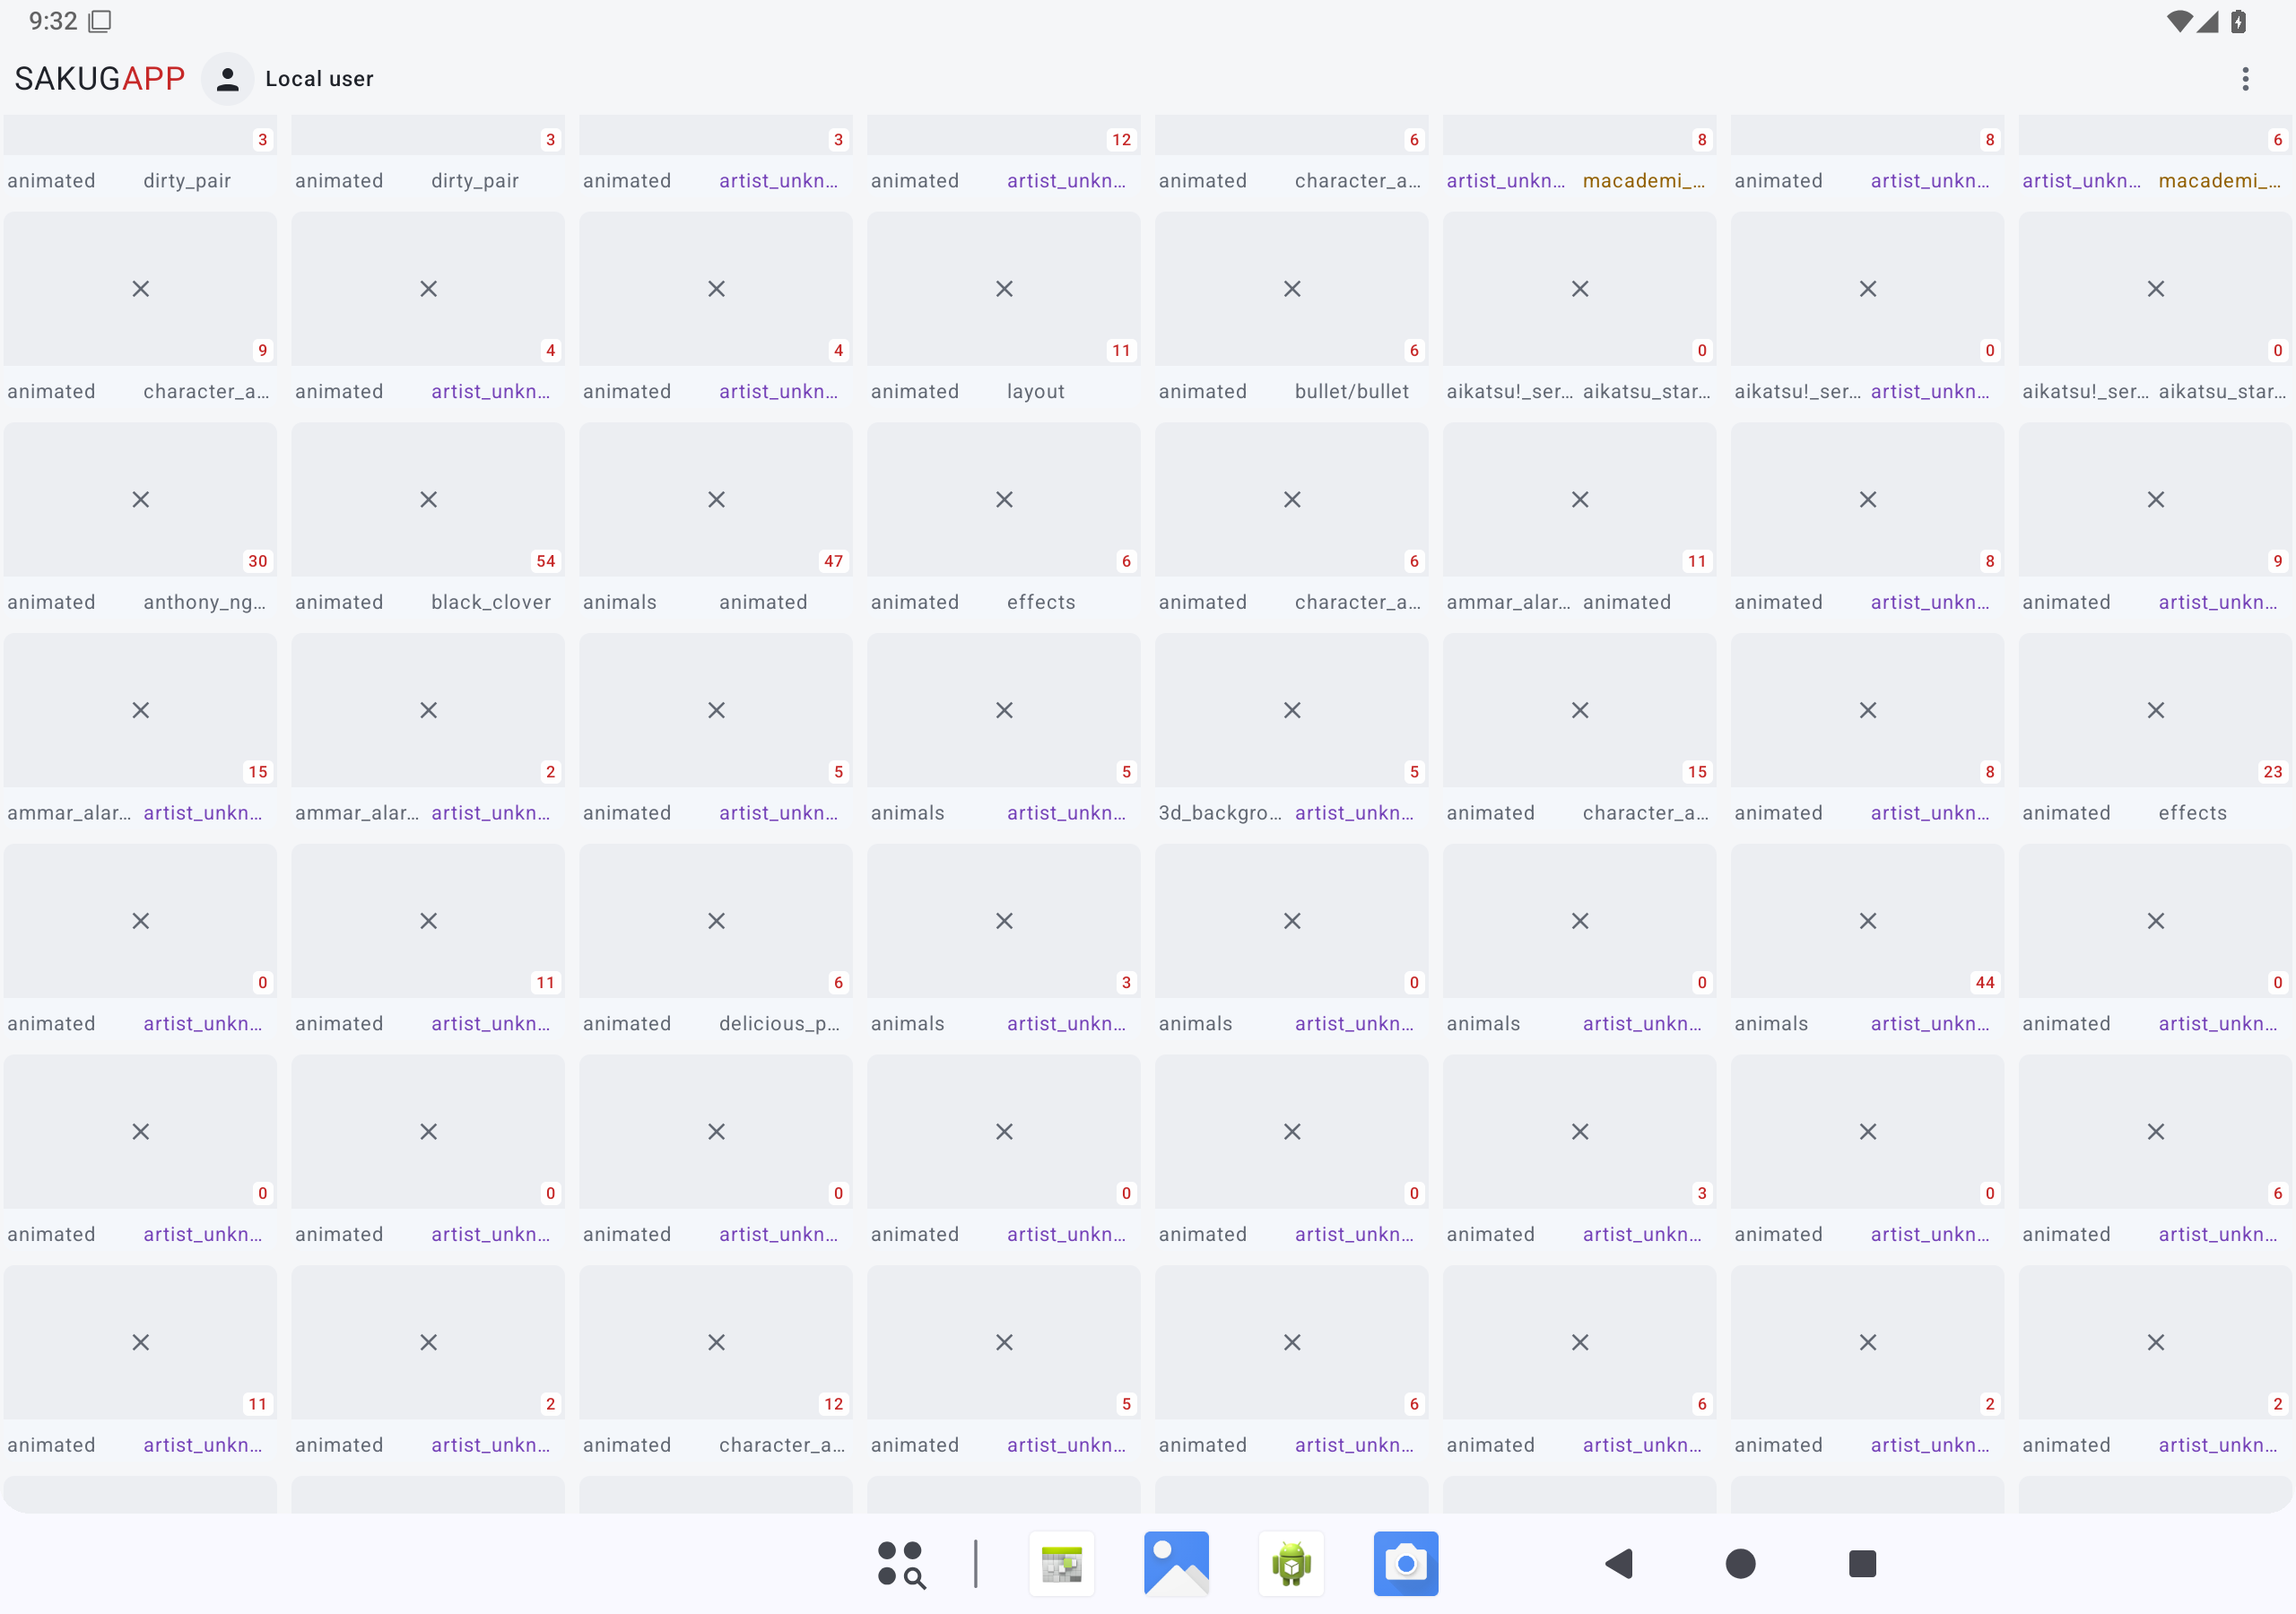 9:32
SAKUGAPP Local user
3 3 3 12 6 8 8 6
animated dirty_pair animated dirty_pair animated artist_unkn... animated artist_unkn... animated character_a... artist_unkn... macademi_... animated artist_unkn... artist_unkn... macademi_...
9 4 4 11 6 0 0 0
animated character_a... animated artist_unkn... animated artist_unkn... animated layout animated bullet/bullet aikatsu!_ser... aikatsu_star... aikatsu!_ser... artist_unkn... aikatsu!_ser... aikatsu_star...
30 54 47 6 6 11 8 9
animated anthony_ng... animated black_clover animals animated animated effects animated character_a... ammar_alar... animated animated artist_unkn... animated artist_unkn...
15 2 5 5 5 15 8 23
ammar_alar... artist_unkn... ammar_alar... artist_unkn... animated artist_unkn... animals artist_unkn... 3d_backgro... artist_unkn... animated character_a... animated artist_unkn... animated effects
0 11 6 3 0 0 44 0
animated artist_unkn... animated artist_unkn... animated delicious_p... animals artist_unkn... animals artist_unkn... animals artist_unkn... animals artist_unkn... animated artist_unkn...
0 0 0 0 0 3 0 6
animated artist_unkn... animated artist_unkn... animated artist_unkn... animated artist_unkn... animated artist_unkn... animated artist_unkn... animated artist_unkn... animated artist_unkn...
11 2 12 5 6 6 2 2
animated artist_unkn... animated artist_unkn... animated character_a... animated artist_unkn... animated artist_unkn... animated artist_unkn... animated artist_unkn... animated artist_unkn...